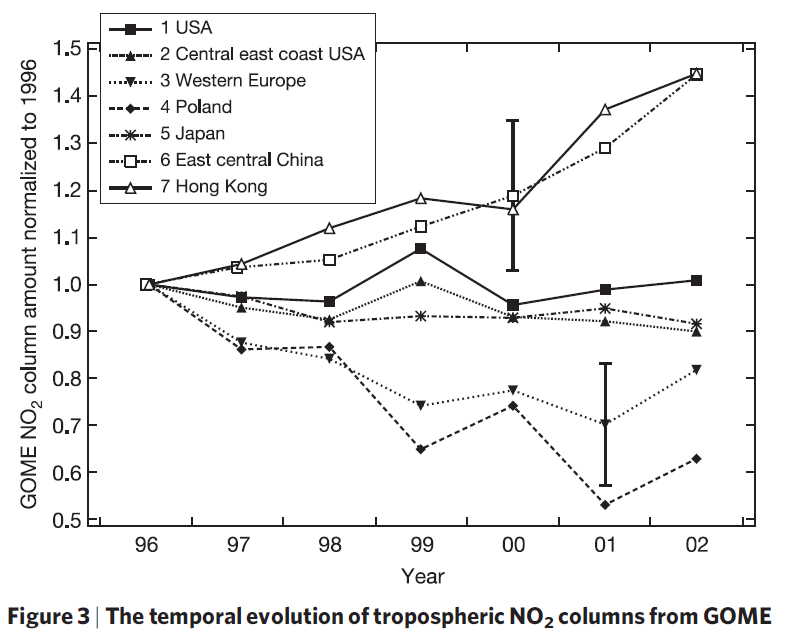 1 USA
2 Central east coast USA
3 Western Europe
4 Poland
5 Japan
6 East central China
7 Hong Kong
GOME NO₂ column amount normalized to 1996
1.5
1.4
1.3
1.2
1.1
1.0
0.9
0.8
0.7
0.6
0.5
96 97 98 99 00 01 02
Year
Figure 3 | The temporal evolution of tropospheric NO₂ columns from GOME